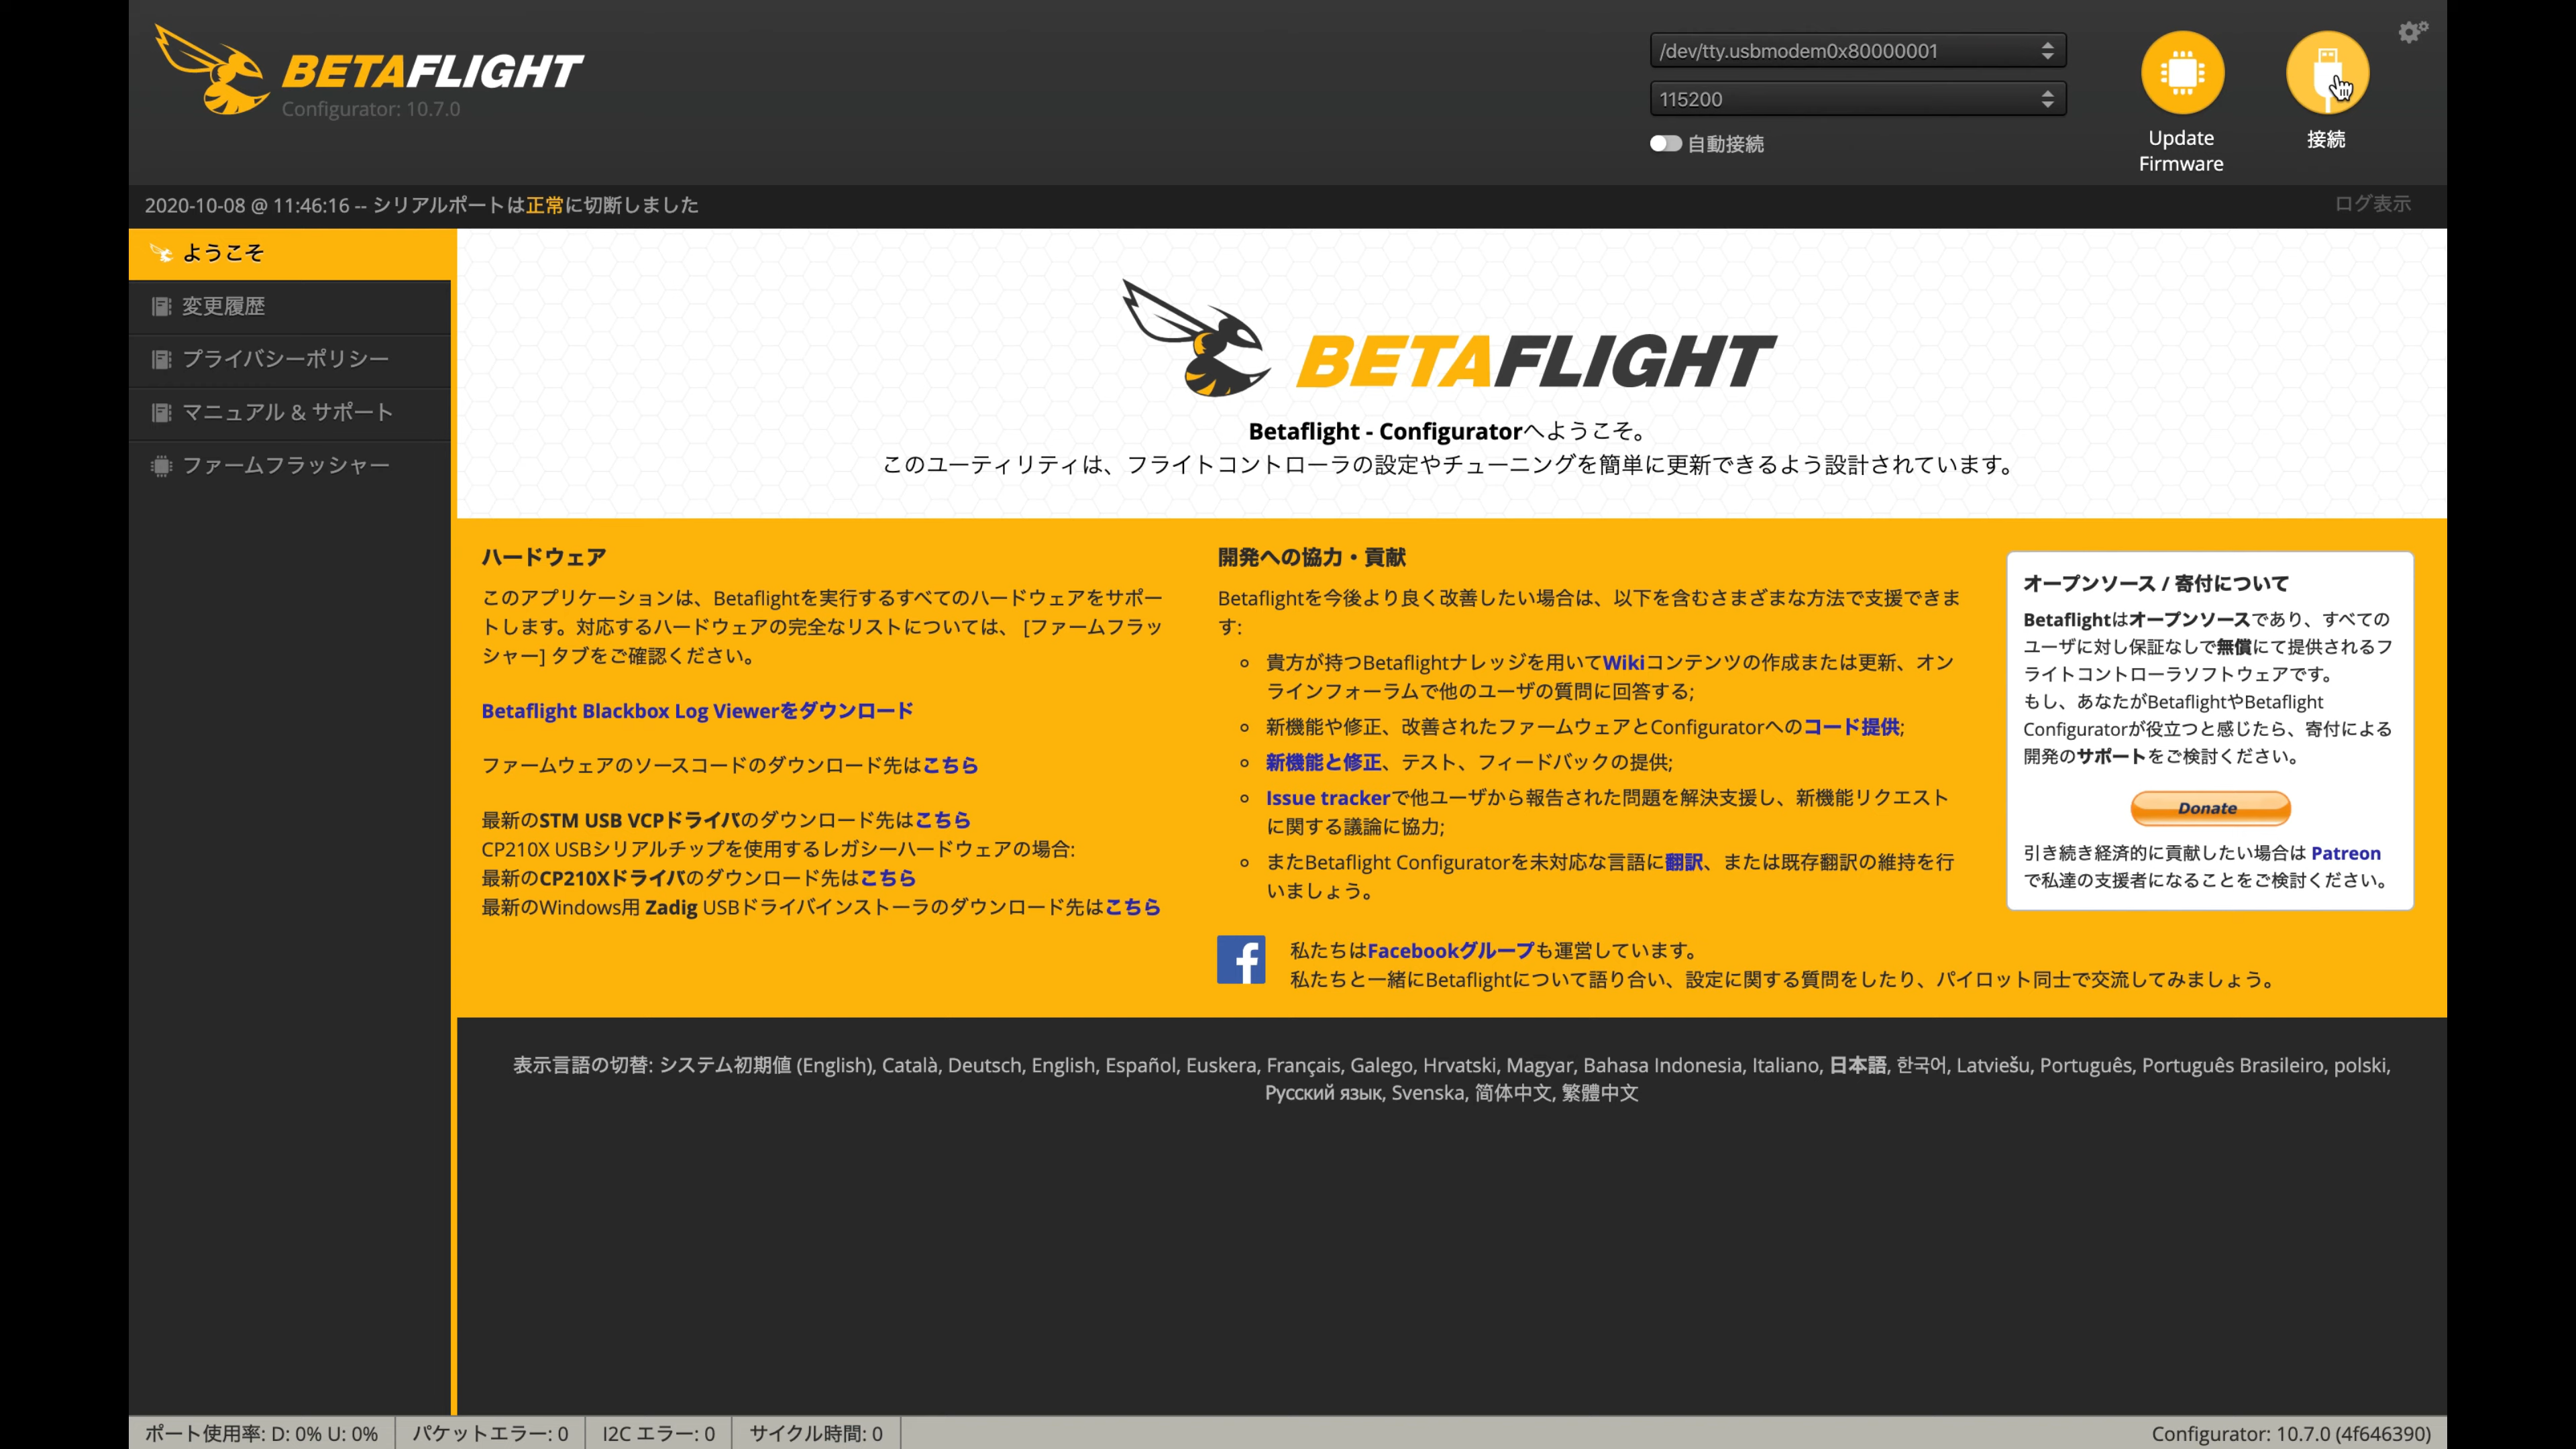 BETAFLIGHT
Configurator: 10.7.0
/dev/tty.usbmodem0x80000001
115200
自動接続
Update
Firmware
接続
2020-10-08 @ 11:46:16 -- シリアルポートは正常に切断しました
ログ表示
ようこそ
変更履歴
プライバシーポリシー
マニュアル & サポート
ファームフラッシャー
BETAFLIGHT
Betaflight - Configuratorへようこそ。
このユーティリティは、フライトコントローラの設定やチューニングを簡単に更新できるよう設計されています。
ハードウェア
このアプリケーションは、Betaflightを実行するすべてのハードウェアをサポー
トします。対応するハードウェアの完全なリストについては、 [ファームフラッ
シャー] タブをご確認ください。
Betaflight Blackbox Log Viewerをダウンロード
ファームウェアのソースコードのダウンロード先はこちら
最新のSTM USB VCPドライバのダウンロード先はこちら
CP210X USBシリアルチップを使用するレガシーハードウェアの場合:
最新のCP210Xドライバのダウンロード先はこちら
最新のWindows用 Zadig USBドライバインストーラのダウンロード先はこちら
開発への協力・貢献
Betaflightを今後より良く改善したい場合は、以下を含むさまざまな方法で支援できま
す:
貴方が持つBetaflightナレッジを用いてWikiコンテンツの作成または更新、オン
ラインフォーラムで他のユーザの質問に回答する;
新機能や修正、改善されたファームウェアとConfiguratorへのコード提供;
新機能と修正、テスト、フィードバックの提供;
Issue trackerで他ユーザから報告された問題を解決支援し、新機能リクエスト
に関する議論に協力;
またBetaflight Configuratorを未対応な言語に翻訳、または既存翻訳の維持を行
いましょう。
私たちはFacebookグループも運営しています。
私たちと一緒にBetaflightについて語り合い、設定に関する質問をしたり、パイロット同士で交流してみましょう。
オープンソース / 寄付について
Betaflightはオープンソースであり、すべての
ユーザに対し保証なしで無償にて提供されるフ
ライトコントローラソフトウェアです。
もし、あなたがBetaflightやBetaflight
Configuratorが役立つと感じたら、寄付による
開発のサポートをご検討ください。
Donate
引き続き経済的に貢献したい場合は Patreon
で私達の支援者になることをご検討ください。
表示言語の切替: システム初期値 (English), Català, Deutsch, English, Español, Euskera, Français, Galego, Hrvatski, Magyar, Bahasa Indonesia, Italiano, 日本語, 한국어, Latviešu, Português, Português Brasileiro, polski,
Русский язык, Svenska, 简体中文, 繁體中文
ポート使用率: D: 0% U: 0%
パケットエラー: 0
I2C エラー: 0
サイクル時間: 0
Configurator: 10.7.0 (4f646390)